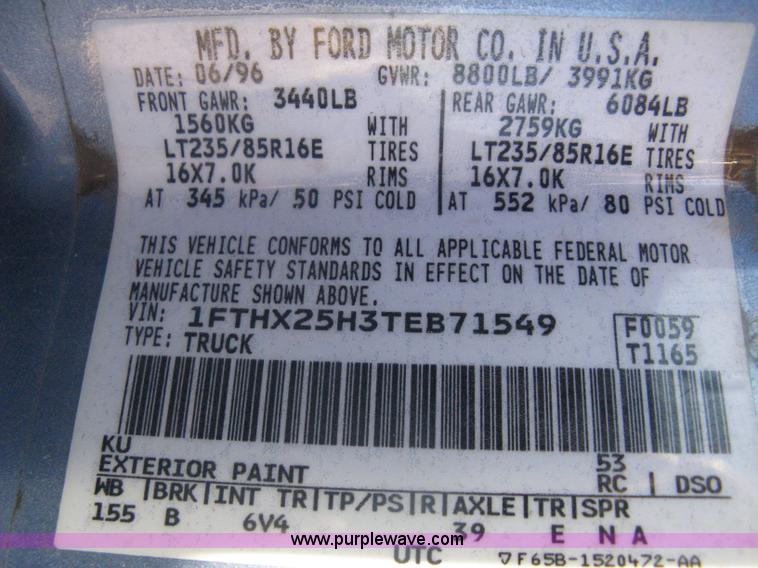 MFD. BY FORD MOTOR CO. IN U.S.A.
DATE: 06/96 GVWR: 8800LB/ 3991KG
FRONT GAWR: 3440LB REAR GAWR: 6084LB
1560KG WITH 2759KG WITH
LT235/85R16E TIRES LT235/85R16E TIRES
16X7.0K RIMS 16X7.0K RIMS
AT 345 kPa/ 50 PSI COLD AT 552 kPa/ 80 PSI COLD
THIS VEHICLE CONFORMS TO ALL APPLICABLE FEDERAL MOTOR
VEHICLE SAFETY STANDARDS IN EFFECT ON THE DATE OF
MANUFACTURE SHOWN ABOVE.
VIN: 1FTHX25H3TEB71549 F0059
TYPE: TRUCK T1165
KU 53
EXTERIOR PAINT RC | DSO
WB |BRK|INT TR|TP/PS|R|AXLE|TR|SPR
155 B 6V4 39 E N A
www.purplewave.com
UTC ▽F65B-1520472-AA